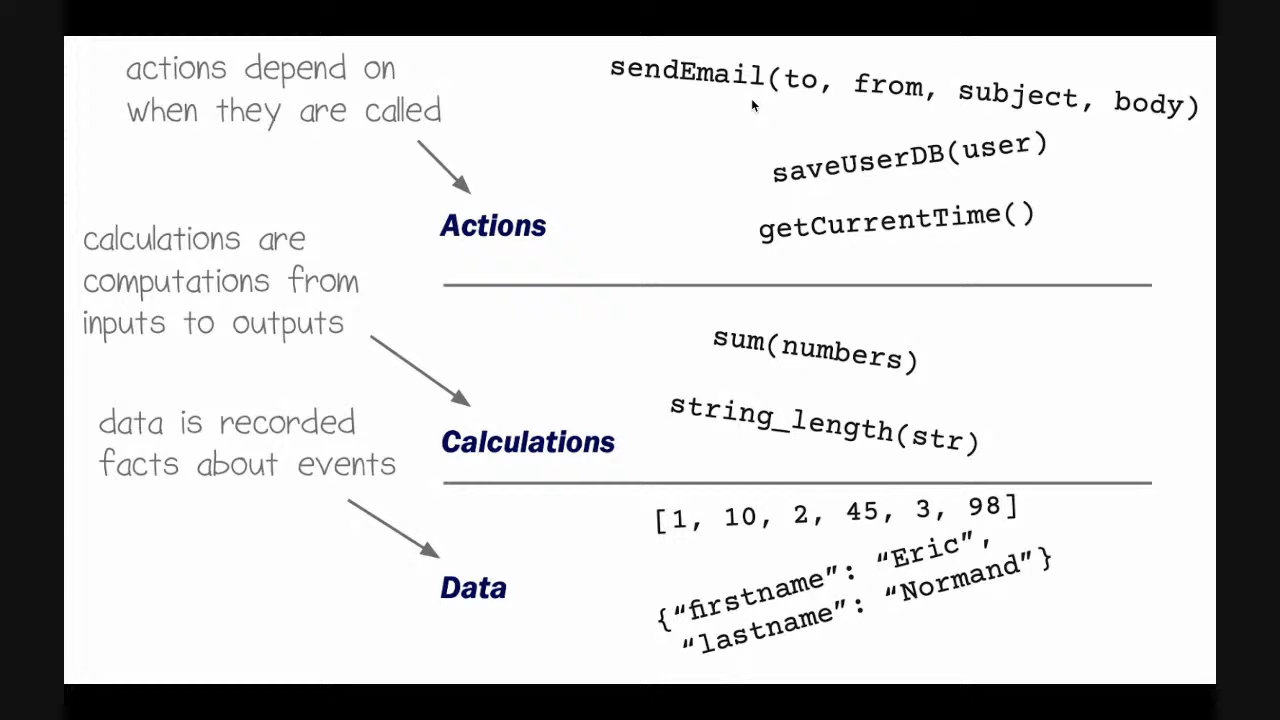 actions depend on
when they are called
sendEmail(to, from, subject, body)
saveUserDB(user)
Actions
getCurrentTime()
calculations are
computations from
inputs to outputs
sum(numbers)
string_length(str)
Calculations
data is recorded
facts about events
[1, 10, 2, 45, 3, 98]
Data
{“firstname”: “Eric”,
“lastname”: “Normand”}